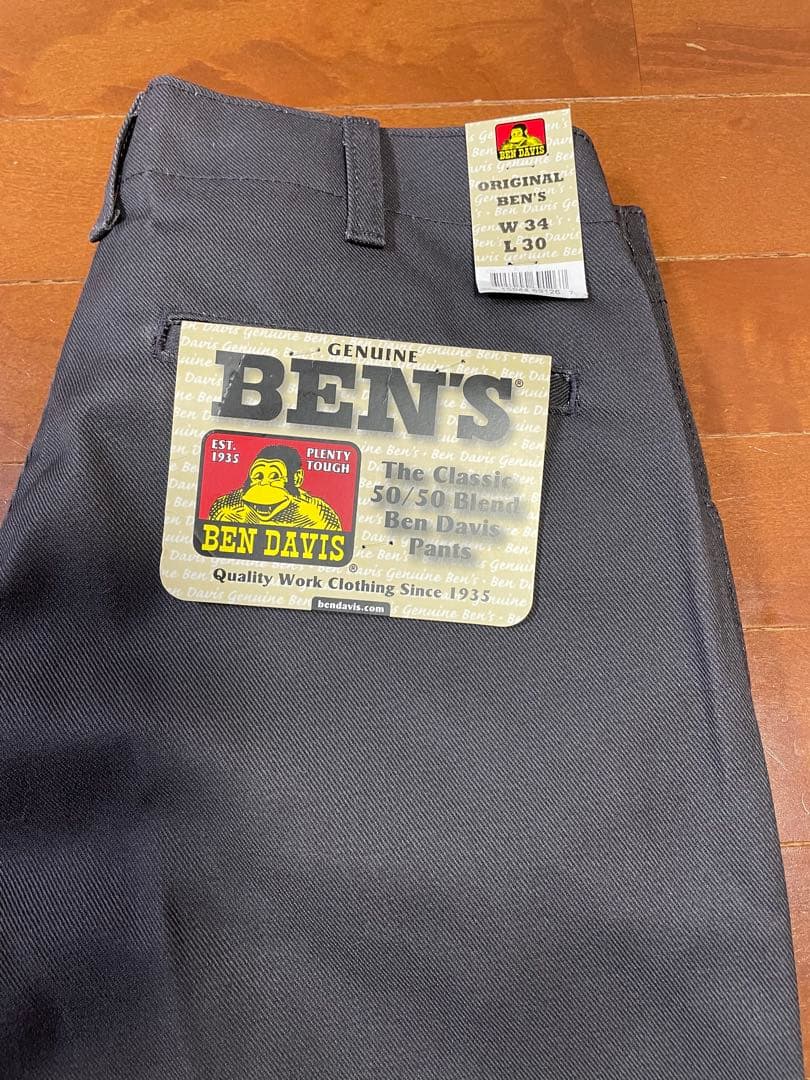 BEN DAVIS
ORIGINAL
BEN'S
W 34
L 30
GENUINE
BEN'S®
EST.
1935
PLENTY
TOUGH
BEN DAVIS
®
The Classic
50/50 Blend
Ben Davis
Pants
Quality Work Clothing Since 1935
bendavis.com